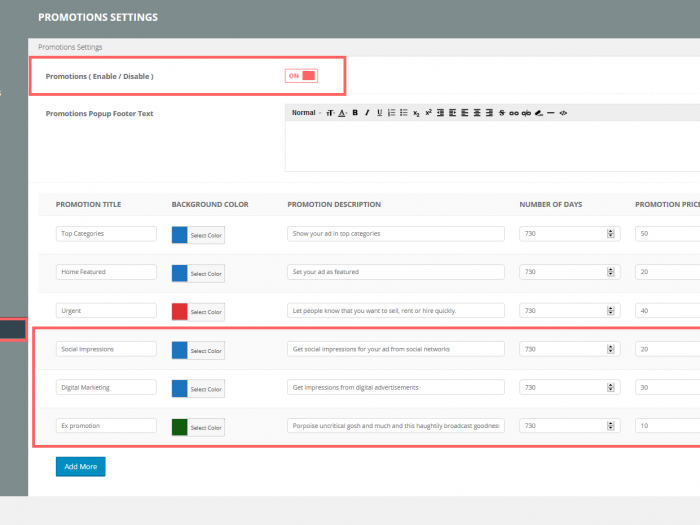 PROMOTIONS SETTINGS
Promotions Settings
Promotions ( Enable / Disable ) ON
Promotions Popup Footer Text
Normal
PROMOTION TITLE BACKGROUND COLOR PROMOTION DESCRIPTION NUMBER OF DAYS PROMOTION PRIC
Top Categories Select Color Show your ad in top categories 730 50
Home Featured Select Color Set your ad as featured 730 20
Urgent Select Color Let people know that you want to sell, rent or hire quickly. 730 40
Social Impressions Select Color Get social impressions for your ad from social networks 730 20
Digital Marketing Select Color Get impressions from digital advertisements 730 30
Ex promotion Select Color Porpoise uncritical gosh and much and this haughtily broadcast goodnes 730 10
Add More